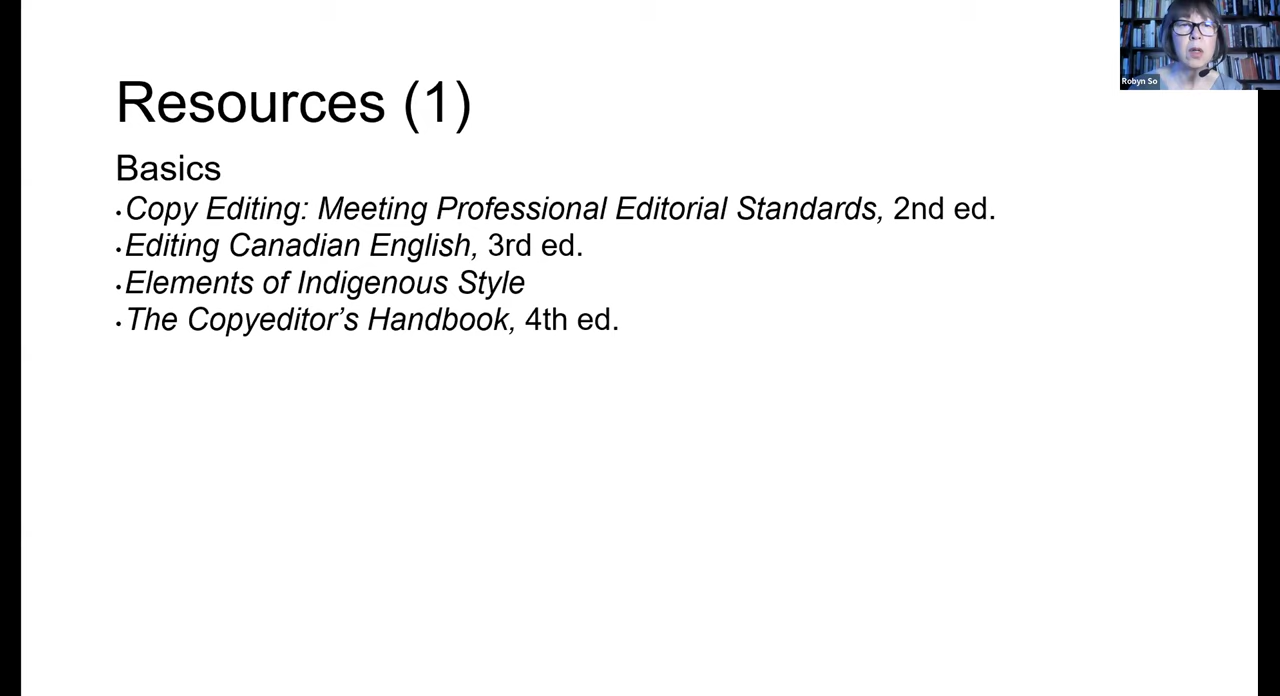 Resources (1)
Robyn So
Basics
•Copy Editing: Meeting Professional Editorial Standards, 2nd ed.
•Editing Canadian English, 3rd ed.
•Elements of Indigenous Style
•The Copyeditor’s Handbook, 4th ed.